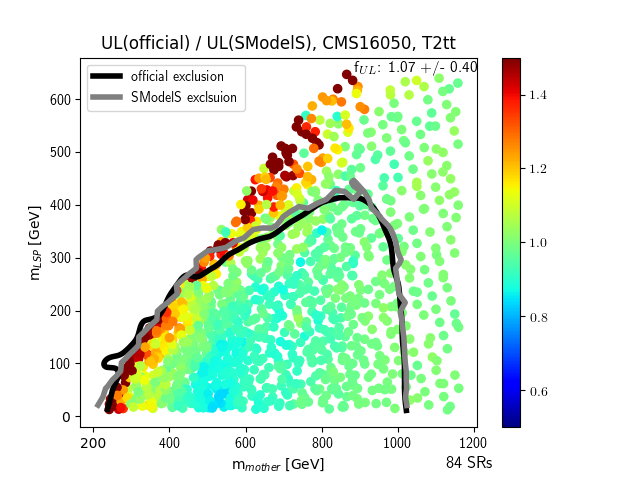 UL(official) / UL(SModelS), CMS16050, T2tt
f_UL: 1.07 +/- 0.40
official exclusion
SModelS exclsuion
600
500
400
300
200
100
0
m_LSP [GeV]
200 400 600 800 1000 1200
m_mother [GeV]
84 SRs
1.4
1.2
1.0
0.8
0.6